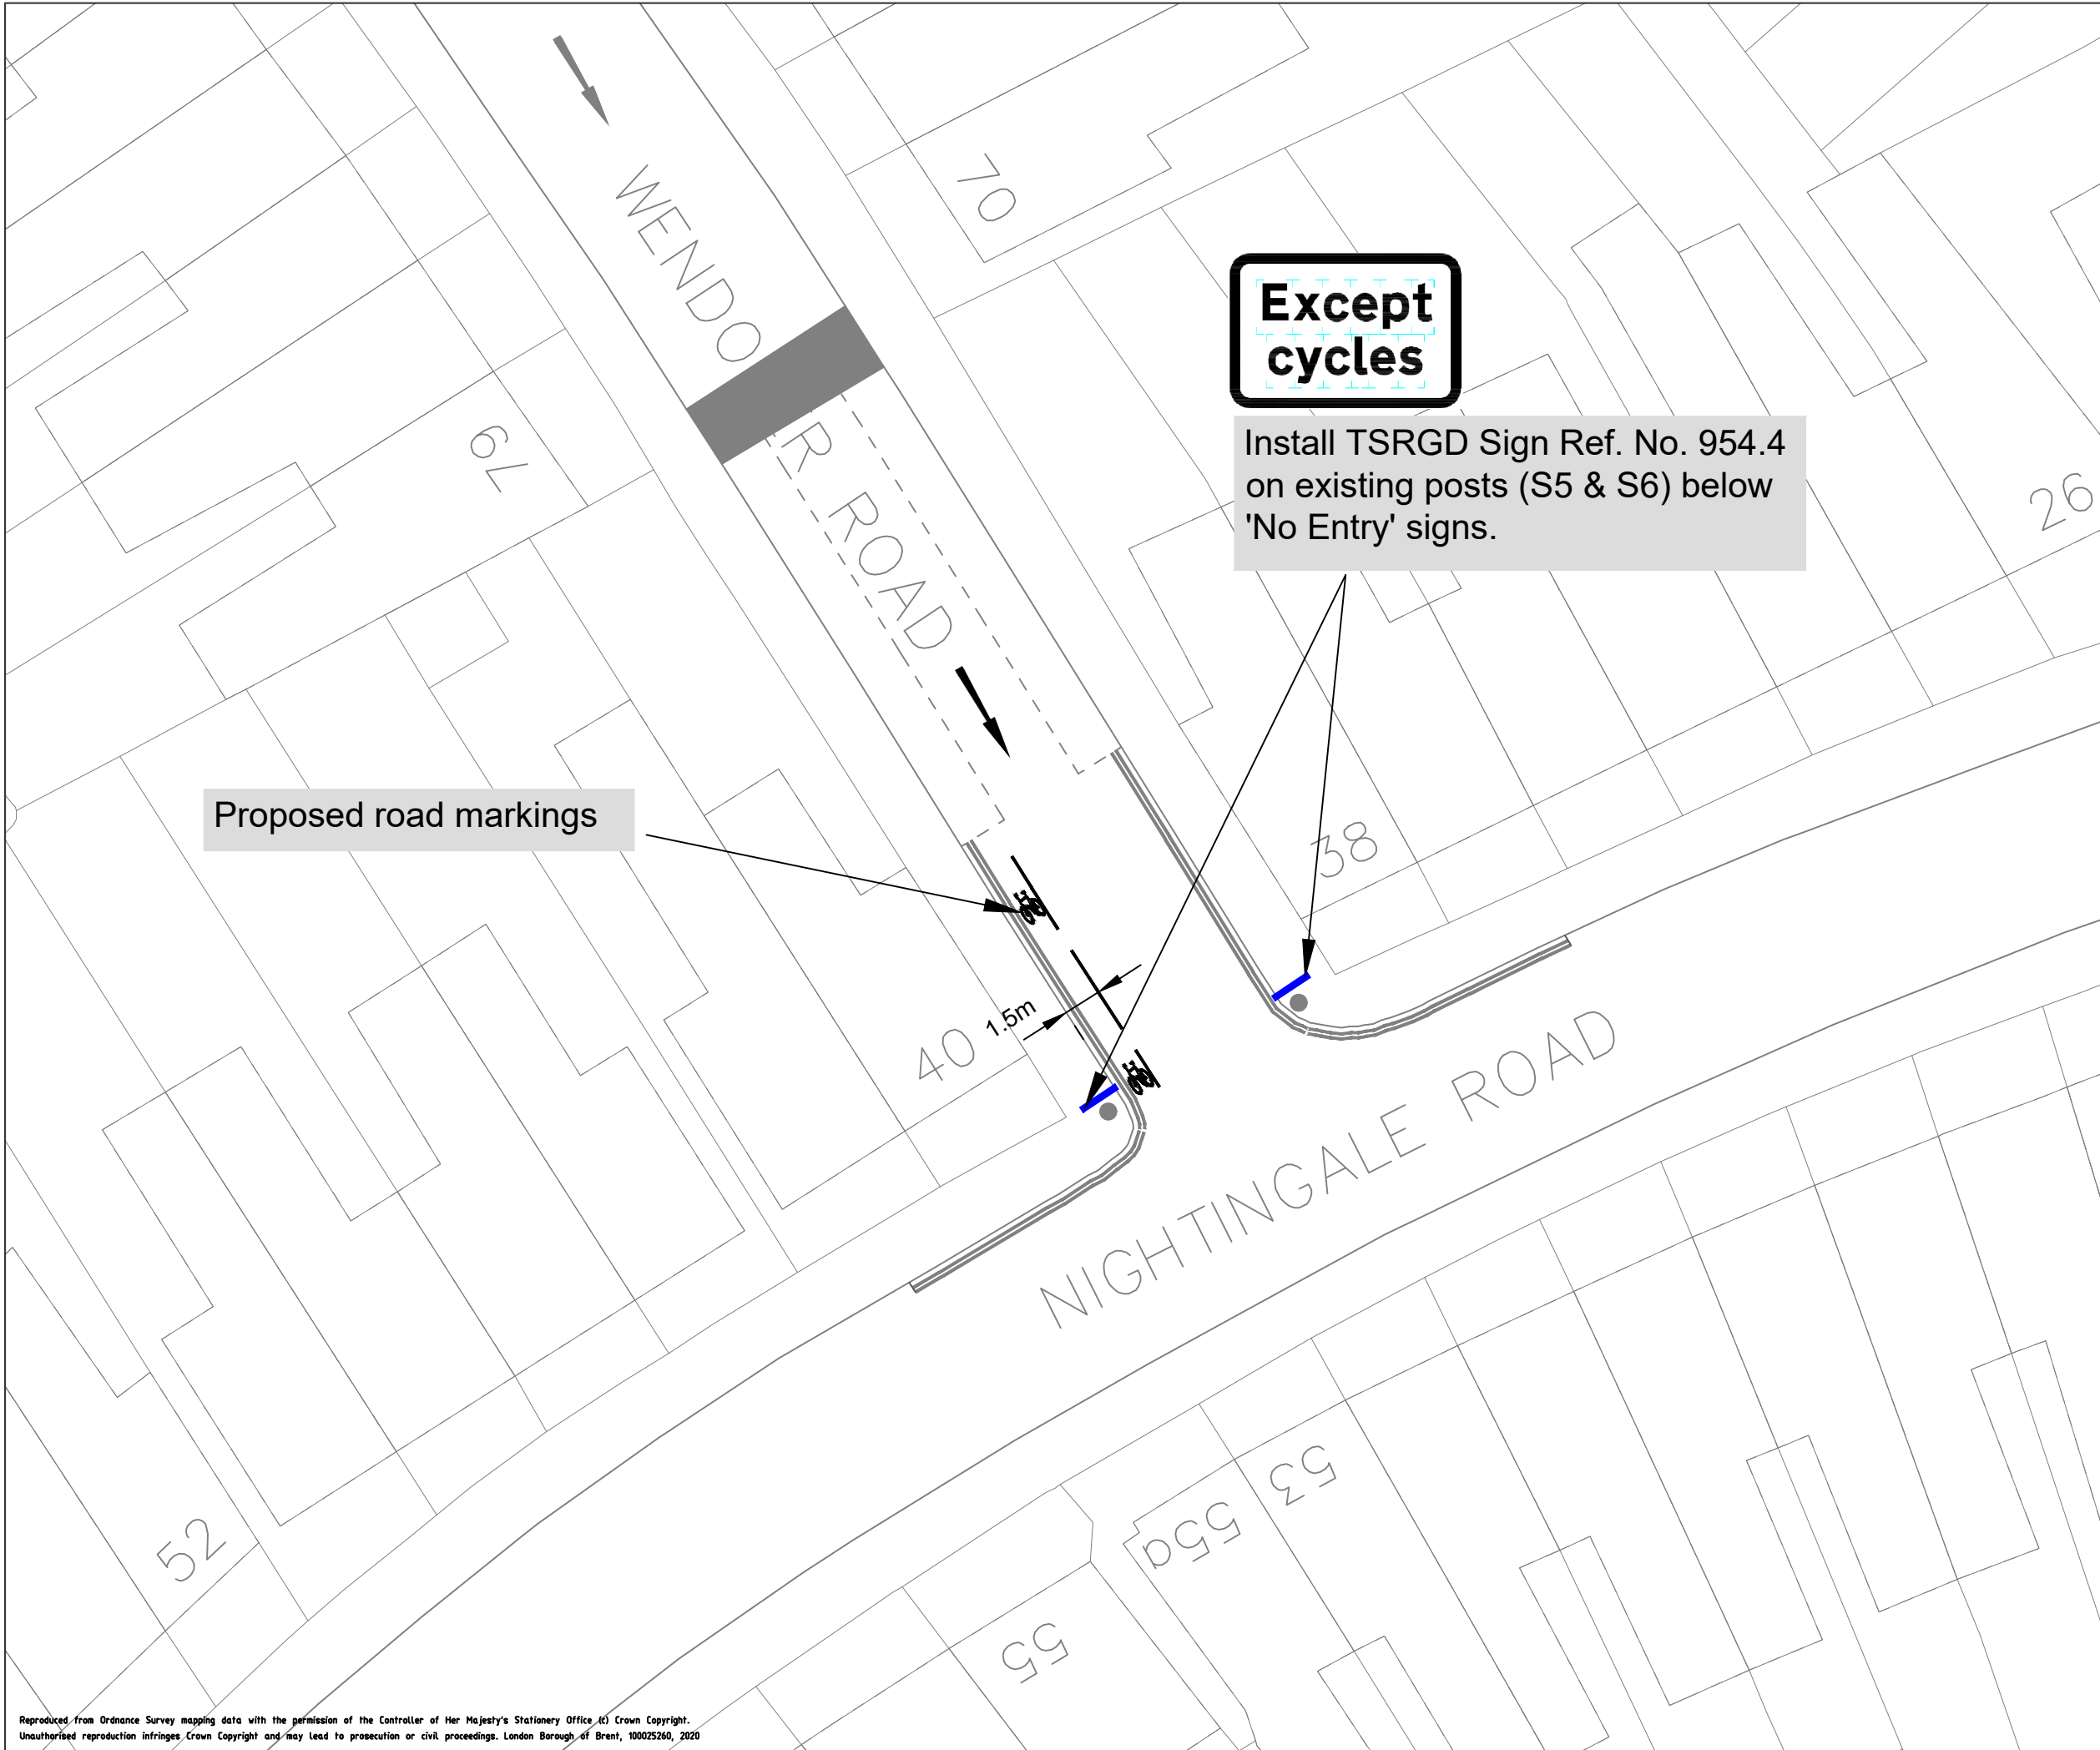 WENDO
R ROAD
70
79
26
Except
cycles
Install TSRGD Sign Ref. No. 954.4
on existing posts (S5 & S6) below
'No Entry' signs.
Proposed road markings
38
40
1.5m
NIGHTINGALE ROAD
52
53
55a
55
Reproduced from Ordnance Survey mapping data with the permission of the Controller of Her Majesty's Stationery Office (c) Crown Copyright.
Unauthorised reproduction infringes Crown Copyright and may lead to prosecution or civil proceedings. London Borough of Brent, 100025260, 2020